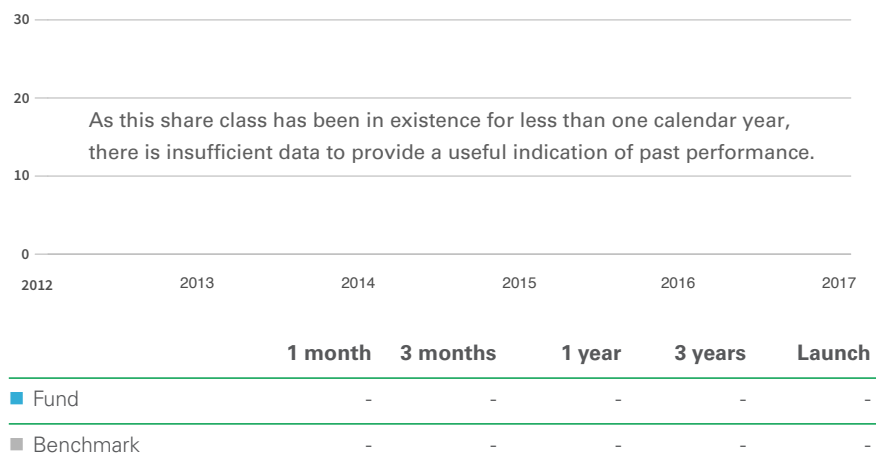 30
20
As this share class has been in existence for less than one calendar year,
there is insufficient data to provide a useful indication of past performance.
10
0
2012 2013 2014 2015 2016 2017
1 month 3 months 1 year 3 years Launch
Fund - - - - -
Benchmark - - - - -